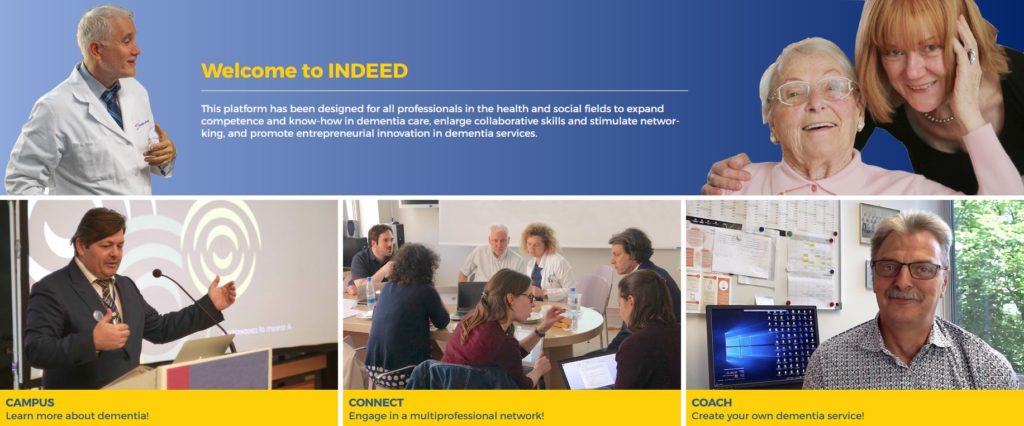 Welcome to INDEED
This platform has been designed for all professionals in the health and social fields to expand
competence and know-how in dementia care, enlarge collaborative skills and stimulate networ-
king, and promote entrepreneurial innovation in dementia services.
CAMPUS
Learn more about dementia!
CONNECT
Engage in a multiprofessional network!
COACH
Create your own dementia service!